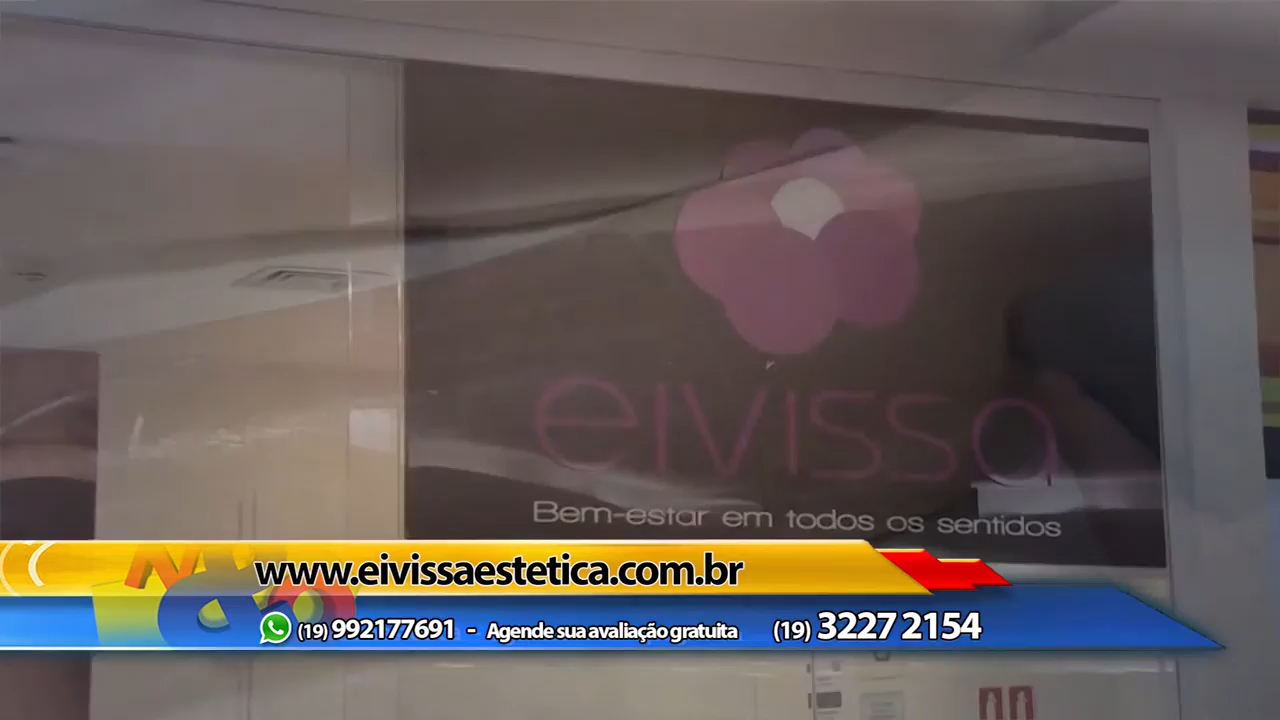 eivissa
Bem-estar em todos os sentidos
www.eivissaestetica.com.br
(19) 992177691 - Agende sua avaliação gratuita (19) 3227 2154